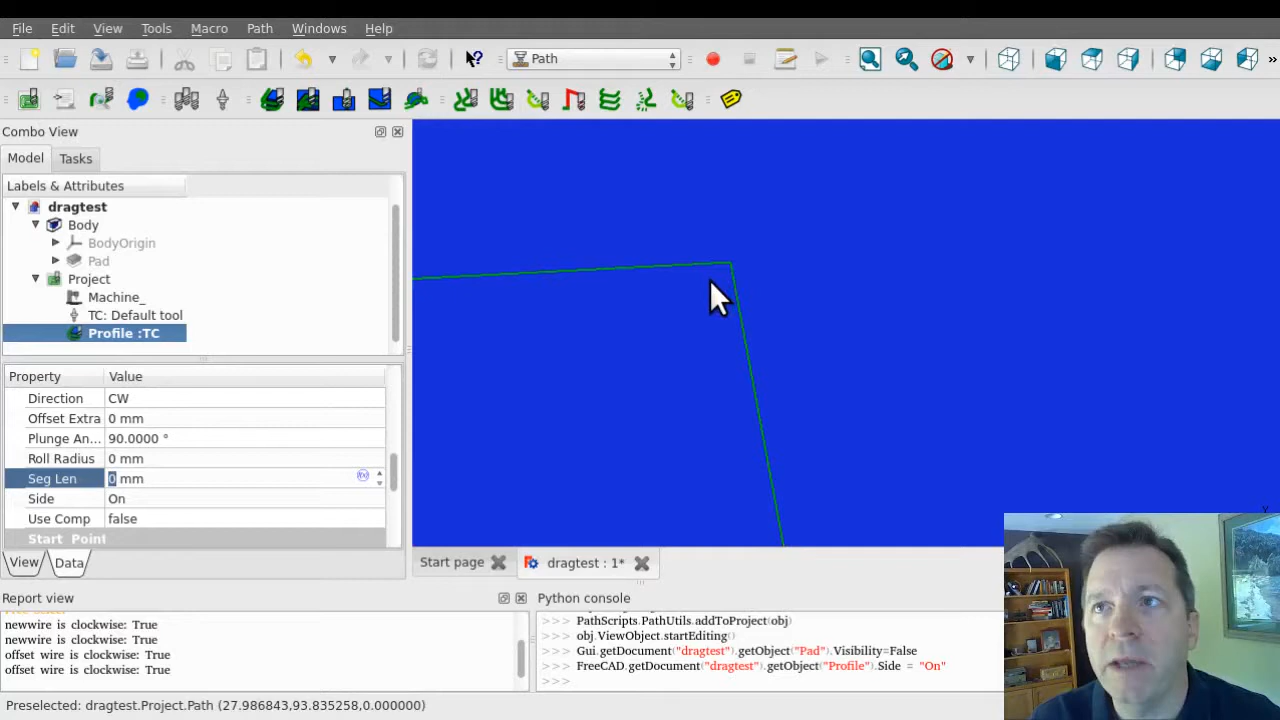 File Edit View Tools Macro Path Windows Help
Path
»
Combo View
Model Tasks
Labels & Attributes
dragtest
Body
BodyOrigin
Pad
Project
Machine_
TC: Default tool
Profile :TC
Property Value
Direction CW
Offset Extra 0 mm
Plunge An... 90.0000 °
Roll Radius 0 mm
Seg Len 0 mm
Side On
Use Comp false
Start Point
View Data
Start page dragtest : 1*
Y
Report view
newwire is clockwise: True
newwire is clockwise: True
offset wire is clockwise: True
offset wire is clockwise: True
Python console
>>> PathScripts.PathUtils.addToProject(obj)
>>> obj.ViewObject.startEditing()
>>> Gui.getDocument("dragtest").getObject("Pad").Visibility=False
>>> FreeCAD.getDocument("dragtest").getObject("Profile").Side = "On"
>>>
Preselected: dragtest.Project.Path (27.986843,93.835258,0.000000)